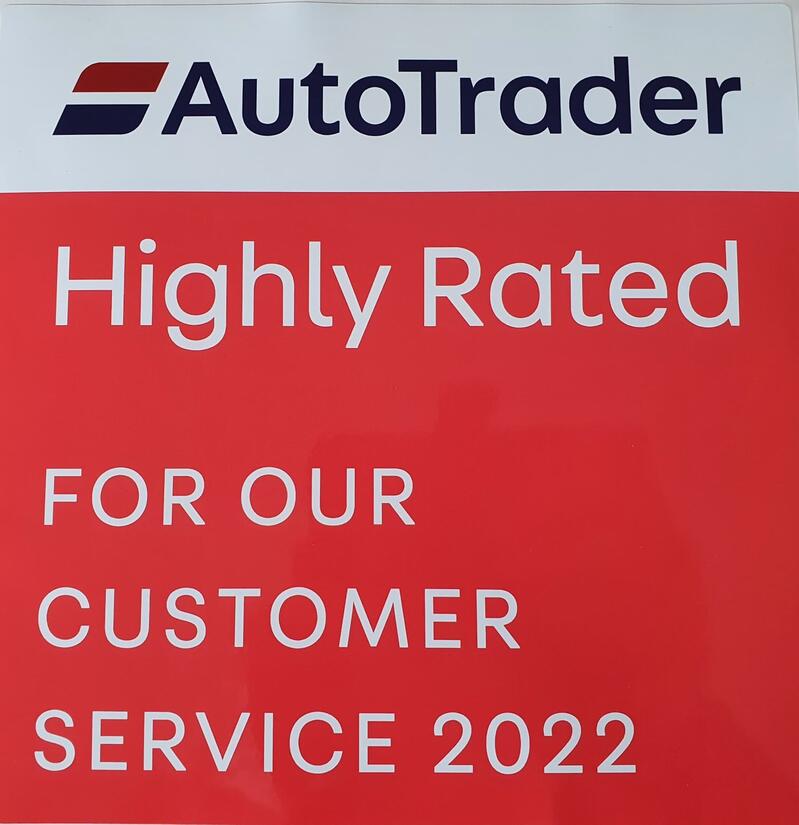 AutoTrader
Highly Rated
FOR OUR
CUSTOMER
SERVICE 2022